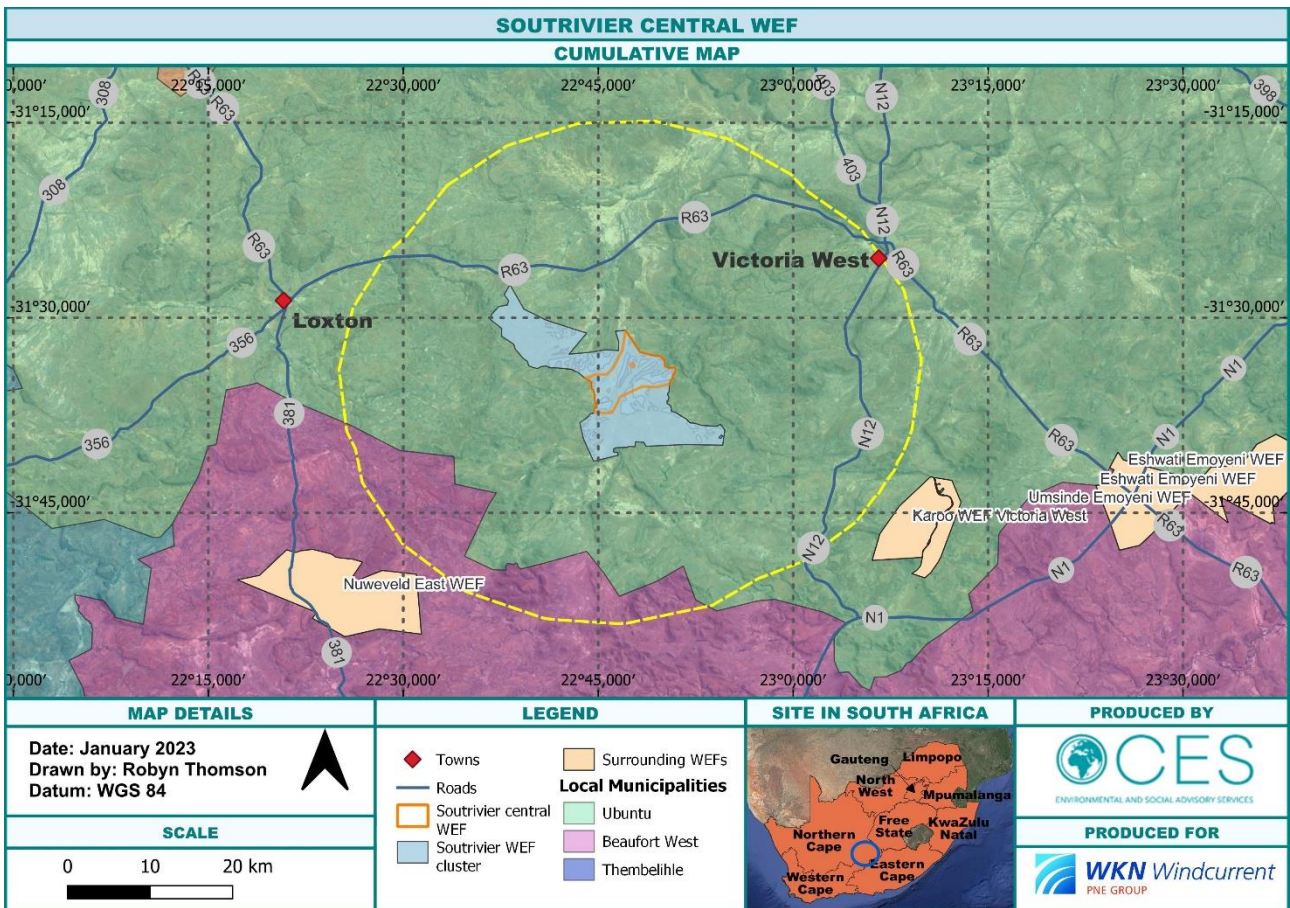 SOUTRIVIER CENTRAL WEF
CUMULATIVE MAP
0,000′ 22°15,000′ 22°30,000′ 22°45,000′ 23°0,000′ 23°15,000′ 23°30,000′
308 R63 R63 403 N12 N12 398
-31°15,000′ -31°15,000′
308 403
R63 N12
R63 R63 R63
Victoria West
-31°30,000′ -31°30,000′
Loxton
356 R63
N1
381
356 N12 R63 N1
Eshwati Emoyeni WEF
Eshwati Emoyeni WEF
-31°45,000′ Umsinde Emoyeni WEF -31°45,000′
Karoo WEF Victoria West
N12 R63
Nuweveld East WEF N1 R63
N1
381
0,000′ 22°15,000′ 22°30,000′ 22°45,000′ 23°0,000′ 23°15,000′ 23°30,000′
MAP DETAILS
Date: January 2023
Drawn by: Robyn Thomson
Datum: WGS 84
SCALE
0 10 20 km
LEGEND
Towns
Roads
Soutrivier central
WEF
Soutrivier WEF
cluster
Surrounding WEFs
Local Municipalities
Ubuntu
Beaufort West
Thembelihle
SITE IN SOUTH AFRICA
Gauteng Limpopo
North
West
Mpumalanga
Free
State
KwaZulu
Natal
Northern
Cape
Eastern
Cape
Western
Cape
PRODUCED BY
CES
ENVIRONMENTAL AND SOCIAL ADVISORY SERVICES
PRODUCED FOR
WKN Windcurrent
PNE GROUP